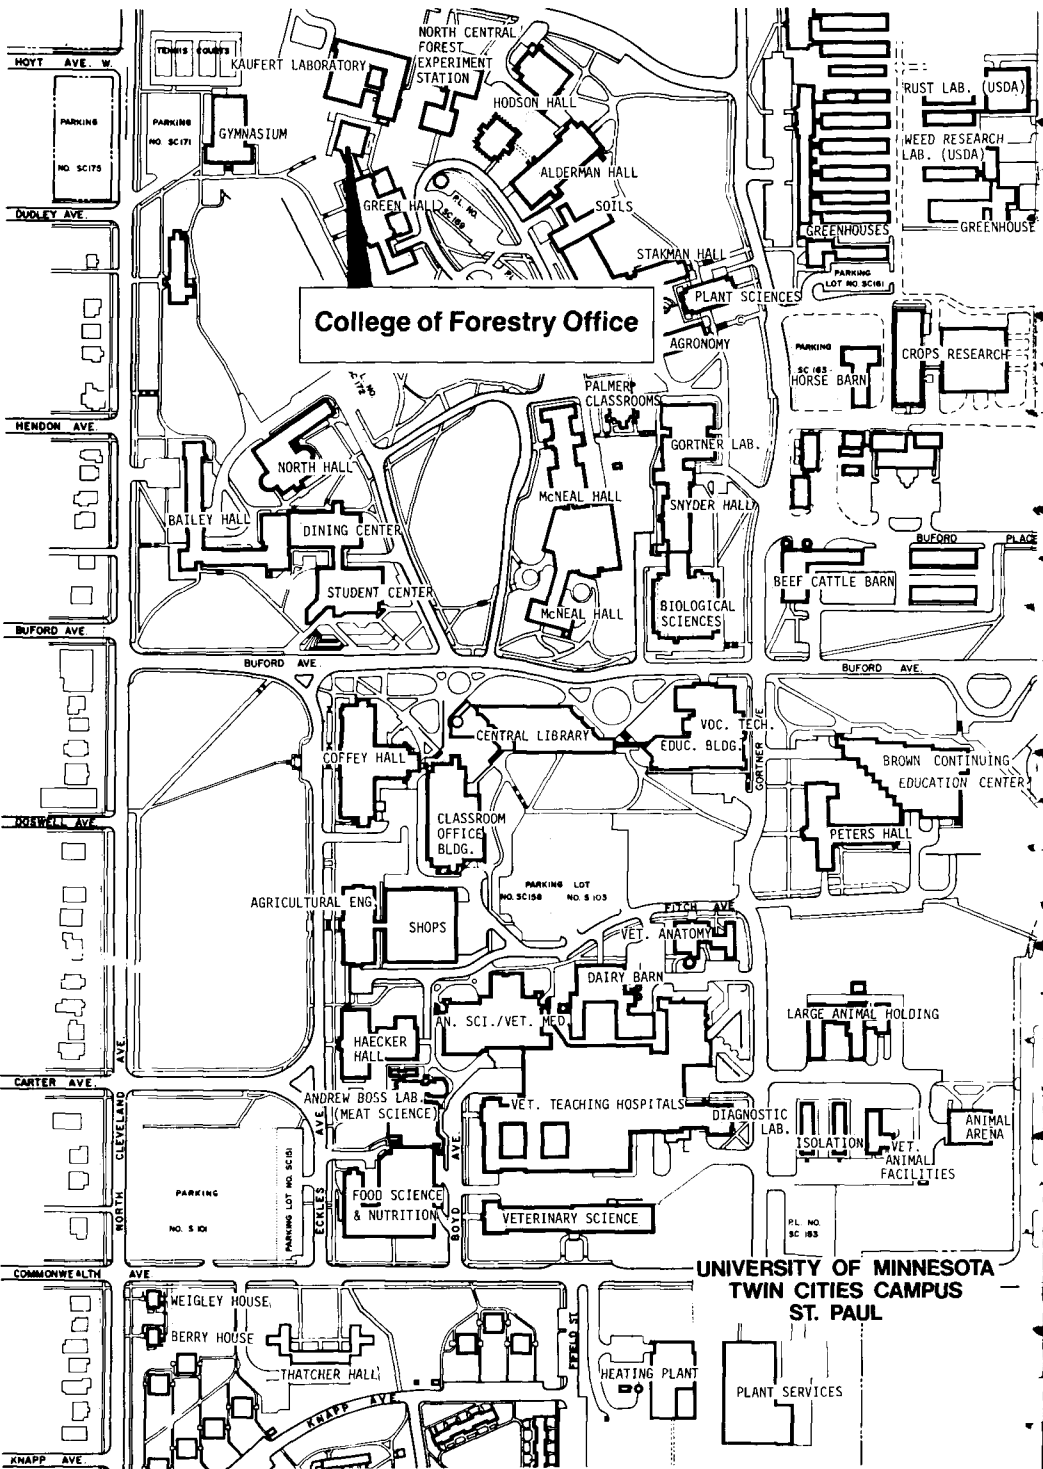 HOYT AVE. W.
TENNIS COURTS
KAUFERT LABORATORY
NORTH CENTRAL
FOREST
EXPERIMENT
STATION
HODSON HALL
RUST LAB. (USDA)
PARKING
NO. SC175
PARKING
NO. SC171
GYMNASIUM
WEED RESEARCH
LAB. (USDA)
ALDERMAN HALL
GREEN HALL
P.L. NO.
SC 169
SOILS
DUDLEY AVE.
GREENHOUSES
GREENHOUSE
STAKMAN HALL
PARKING
LOT NO. SC161
PLANT SCIENCES
College of Forestry Office
AGRONOMY
PARKING
SC 163
HORSE BARN
CROPS RESEARCH
PALMER
CLASSROOMS
HENDON AVE.
NORTH HALL
GORTNER LAB.
McNEAL HALL
SNYDER HALL
BAILEY HALL
DINING CENTER
BUFORD PLACE
BEEF CATTLE BARN
STUDENT CENTER
McNEAL HALL
BIOLOGICAL
SCIENCES
BUFORD AVE.
BUFORD AVE.
BUFORD AVE.
COFFEY HALL
CENTRAL LIBRARY
VOC. TECH.
EDUC. BLDG.
GORTNER AVE
BROWN CONTINUING
EDUCATION CENTER
DOSWELL AVE.
CLASSROOM
OFFICE
BLDG.
PETERS HALL
PARKING LOT
NO. SC158 NO. S 103
AGRICULTURAL ENG.
SHOPS
FITCH AVE
VET. ANATOMY
DAIRY BARN
AN. SCI./VET. MED.
LARGE ANIMAL HOLDING
HAECKER
HALL
CARTER AVE.
ANDREW BOSS LAB.
(MEAT SCIENCE)
VET. TEACHING HOSPITALS
DIAGNOSTIC
LAB.
ISOLATION
VET.
ANIMAL
FACILITIES
ANIMAL
ARENA
NORTH CLEVELAND AVE.
PARKING
NO. S 101
PARKING LOT NO. SC151
ECKLES AVE
FOOD SCIENCE
& NUTRITION
BOYD AVE.
VETERINARY SCIENCE
P.L. NO.
SC 183
COMMONWEALTH AVE
UNIVERSITY OF MINNESOTA
TWIN CITIES CAMPUS
ST. PAUL
WEIGLEY HOUSE
BERRY HOUSE
THATCHER HALL
FIELD ST.
HEATING PLANT
PLANT SERVICES
KNAPP AVE
KNAPP AVE.